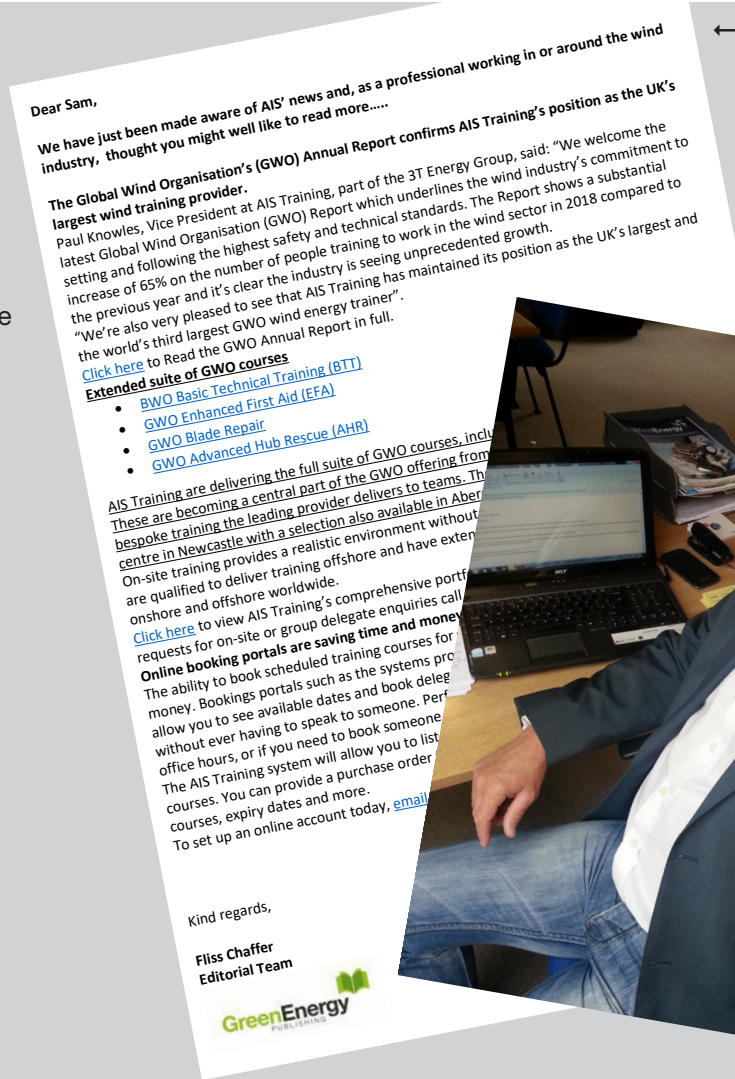 e
Dear Sam,
We have just been made aware of AIS’ news and, as a professional working in or around the wind
industry,  thought you might well like to read more…..
The Global Wind Organisation’s (GWO) Annual Report confirms AIS Training’s position as the UK’s
largest wind training provider.
Paul Knowles, Vice President at AIS Training, part of the 3T Energy Group, said: “We welcome the
latest Global Wind Organisation (GWO) Report which underlines the wind industry’s commitment to
setting and following the highest safety and technical standards. The Report shows a substantial
increase of 65% on the number of people training to work in the wind sector in 2018 compared to
the previous year and it’s clear the industry is seeing unprecedented growth.
“We’re also very pleased to see that AIS Training has maintained its position as the UK’s largest and
the world’s third largest GWO wind energy trainer”.
Click here to Read the GWO Annual Report in full.
Extended suite of GWO courses
• BWO Basic Technical Training (BTT)
• GWO Enhanced First Aid (EFA)
• GWO Blade Repair
• GWO Advanced Hub Rescue (AHR)
AIS Training are delivering the full suite of GWO courses, inclu
These are becoming a central part of the GWO offering from
bespoke training the leading provider delivers to teams. Th
centre in Newcastle with a selection also available in Aber
On-site training provides a realistic environment without
are qualified to deliver training offshore and have exten
onshore and offshore worldwide.
Click here to view AIS Training’s comprehensive portf
requests for on-site or group delegate enquiries call
Online booking portals are saving time and money
The ability to book scheduled training courses for
money. Bookings portals such as the systems pro
allow you to see available dates and book deleg
without ever having to speak to someone. Perf
office hours, or if you need to book someone
The AIS Training system will allow you to list
courses. You can provide a purchase order
courses, expiry dates and more.
To set up an online account today, email
Kind regards,
Fliss Chaffer
Editorial Team
GreenEnergy
PUBLISHING
acer